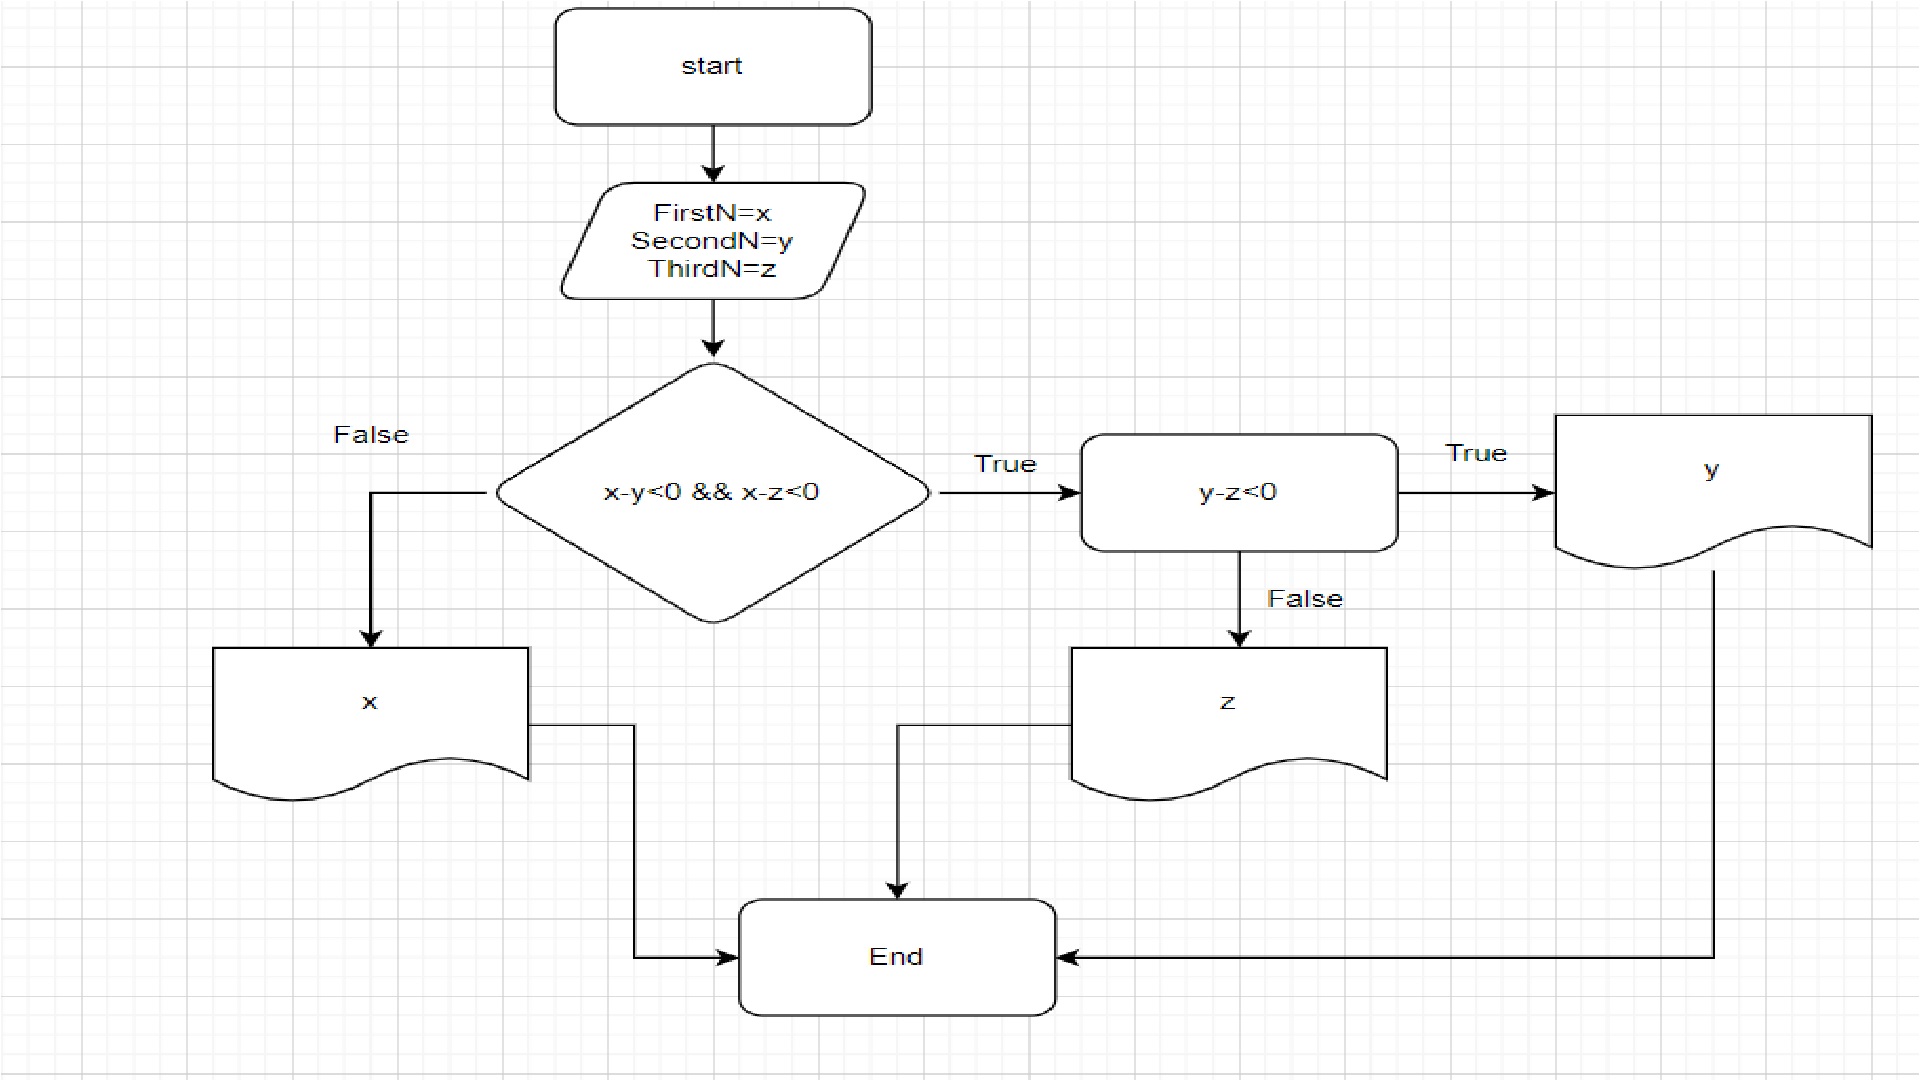 start
FirstN=x
SecondN=y
ThirdN=z
False
x-y<0 && x-z<0
True
y-z<0
True
y
False
x
z
End